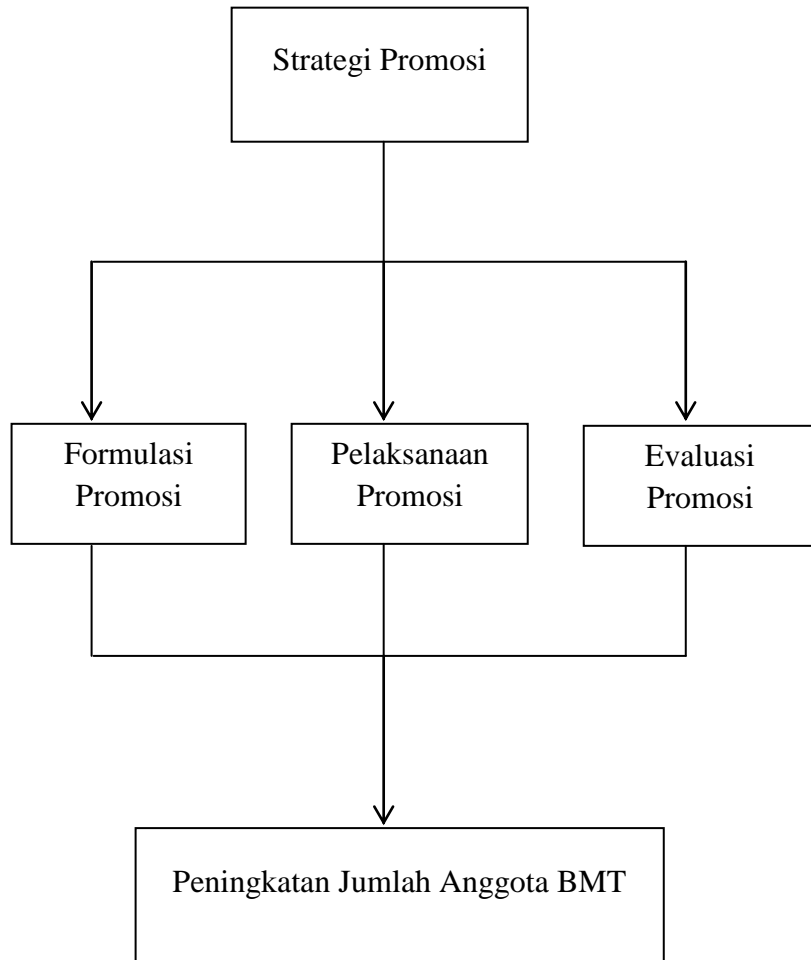 Strategi Promosi
Formulasi
Promosi
Pelaksanaan
Promosi
Evaluasi
Promosi
Peningkatan Jumlah Anggota BMT